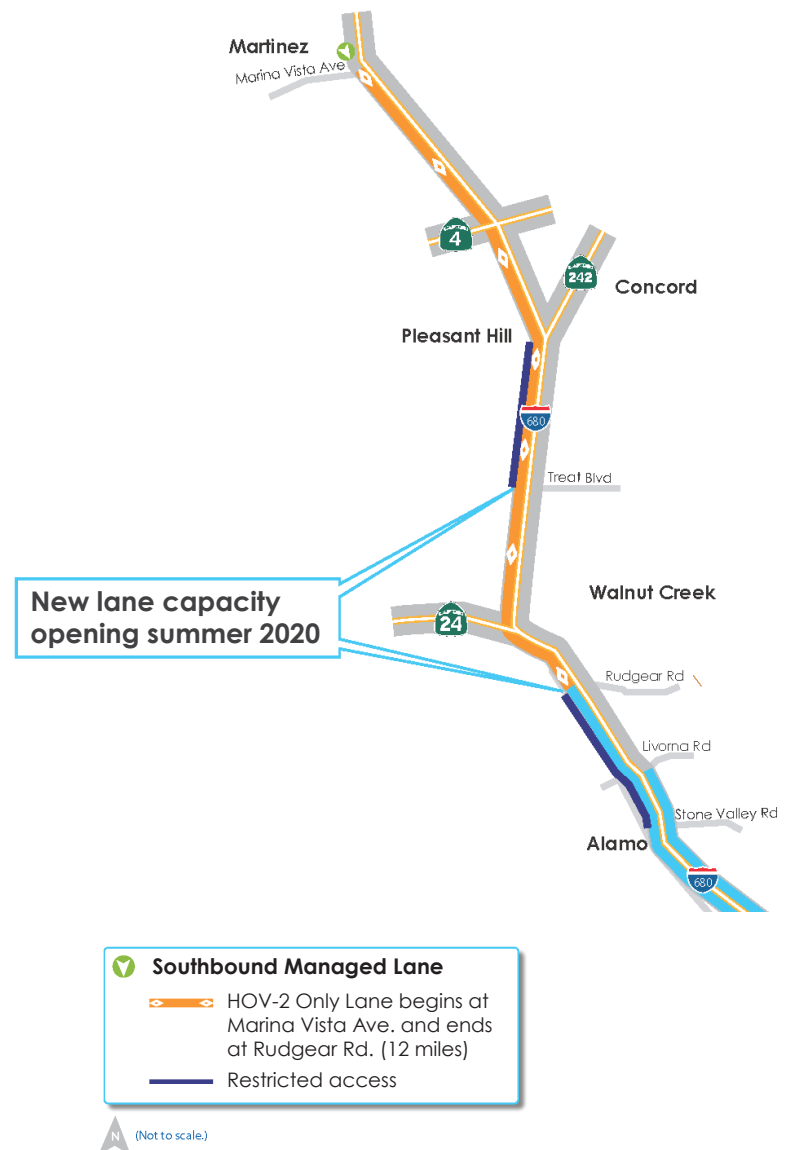 Martinez
Marina Vista Ave
4
242
Concord
Pleasant Hill
680
Treat Blvd
New lane capacity
opening summer 2020
Walnut Creek
24
Rudgear Rd
Livorna Rd
Stone Valley Rd
Alamo
680
Southbound Managed Lane
HOV-2 Only Lane begins at
Marina Vista Ave. and ends
at Rudgear Rd. (12 miles)
Restricted access
N
(Not to scale.)